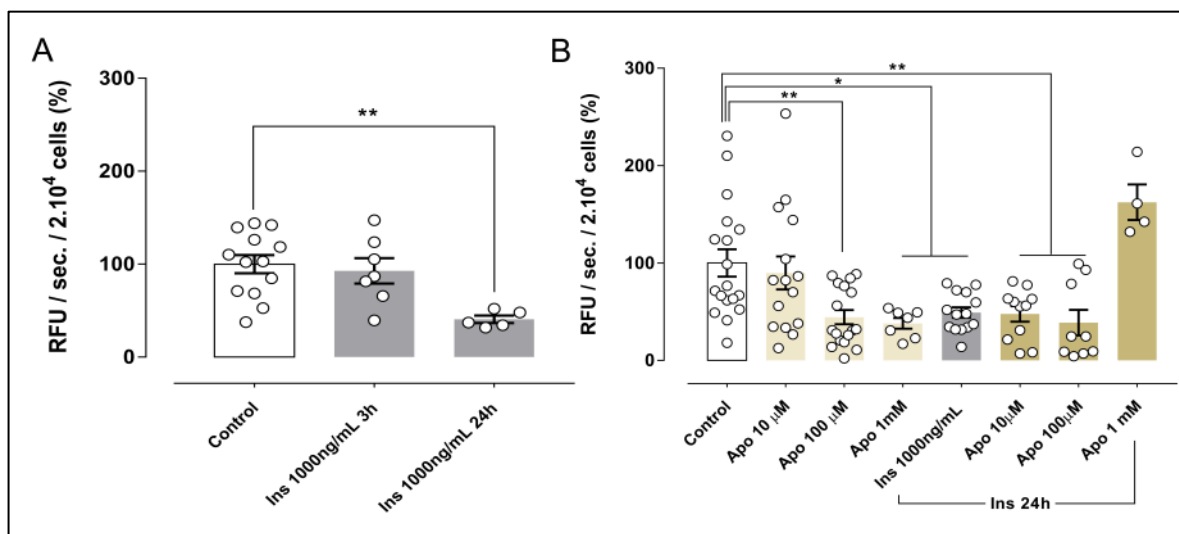 A
RFU / sec. / 2.10⁴ cells (%)
300
200
100
0
**
Control
Ins 1000ng/mL 3h
Ins 1000ng/mL 24h
B
RFU / sec. / 2.10⁴ cells (%)
300
200
100
0
**
*
**
Control
Apo 10 μM
Apo 100 μM
Apo 1mM
Ins 1000ng/mL
Apo 10μM
Apo 100μM
Apo 1 mM
Ins 24h